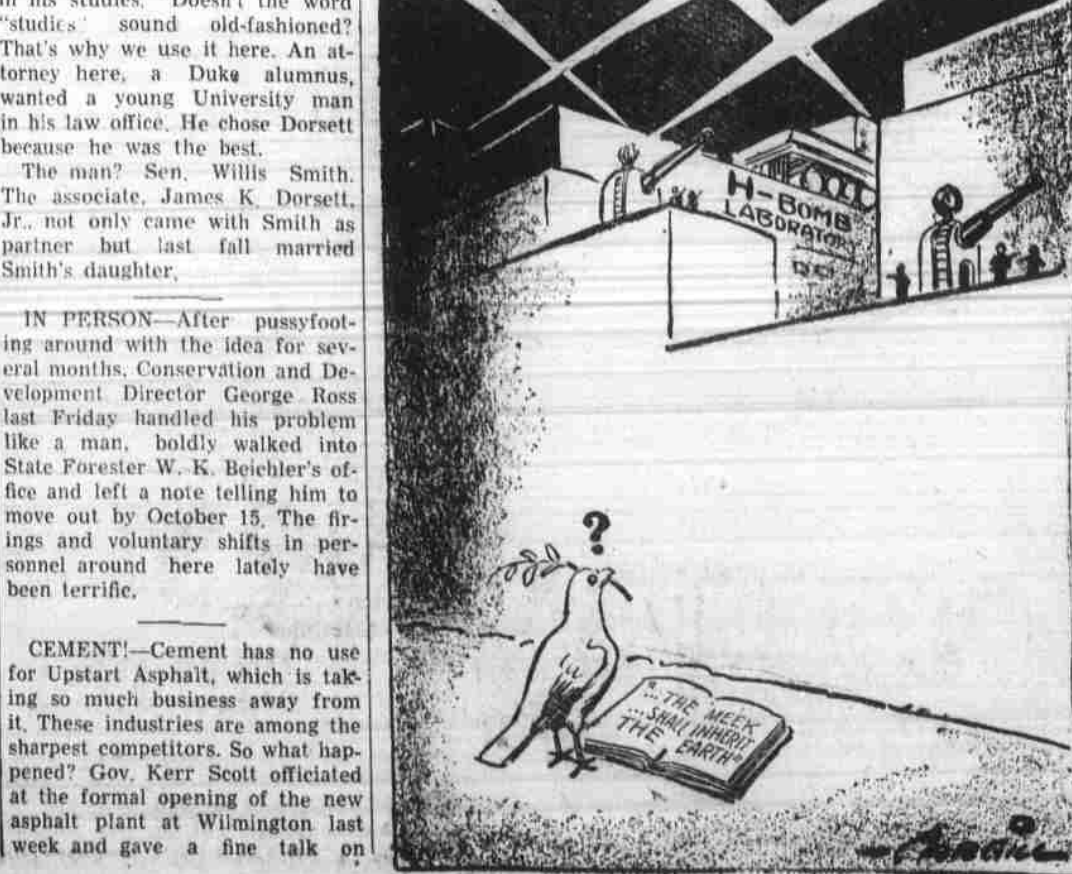 in his studies. Doesn't the word
"studies" sound old-fashioned?
That's why we use it here. An at-
torney here, a Duke alumnus,
wanted a young University man
in his law office. He chose Dorsett
because he was the best.
The man? Sen. Willis Smith.
The associate, James K. Dorsett,
Jr., not only came with Smith as
partner but last fall married
Smith's daughter.
IN PERSON—After pussyfoot-
ing around with the idea for sev-
eral months, Conservation and De-
velopment Director George Ross
last Friday handled his problem
like a man, boldly walked into
State Forester W. K. Beichler's of-
fice and left a note telling him to
move out by October 15. The fir-
ings and voluntary shifts in per-
sonnel around here lately have
been terrific.
CEMENT!—Cement has no use
for Upstart Asphalt, which is tak-
ing so much business away from
it. These industries are among the
sharpest competitors. So what hap-
pened? Gov. Kerr Scott officiated
at the formal opening of the new
asphalt plant at Wilmington last
week and gave a fine talk on
H-BOMB
LABORATORY
?
"... THE MEEK
... SHALL INHERIT
THE EARTH"